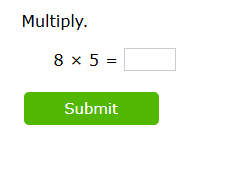 Multiply.
8 × 5 =
Submit